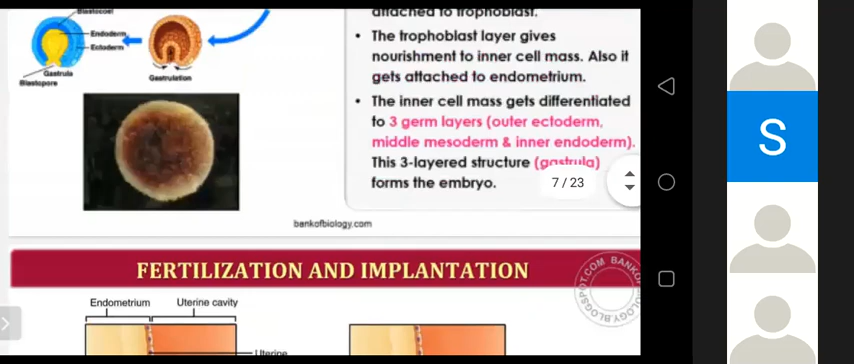 Blastocoel
Endoderm
Ectoderm
Gastrula
Blastopore
Gastrulation
attached to trophoblast.
• The trophoblast layer gives
nourishment to inner cell mass. Also it
gets attached to endometrium.
• The inner cell mass gets differentiated
to 3 germ layers (outer ectoderm,
middle mesoderm & inner endoderm).
This 3-layered structure (gastrula)
forms the embryo.
7 / 23
bankofbiology.com
S
FERTILIZATION AND IMPLANTATION
Endometrium
Uterine cavity
Uterine